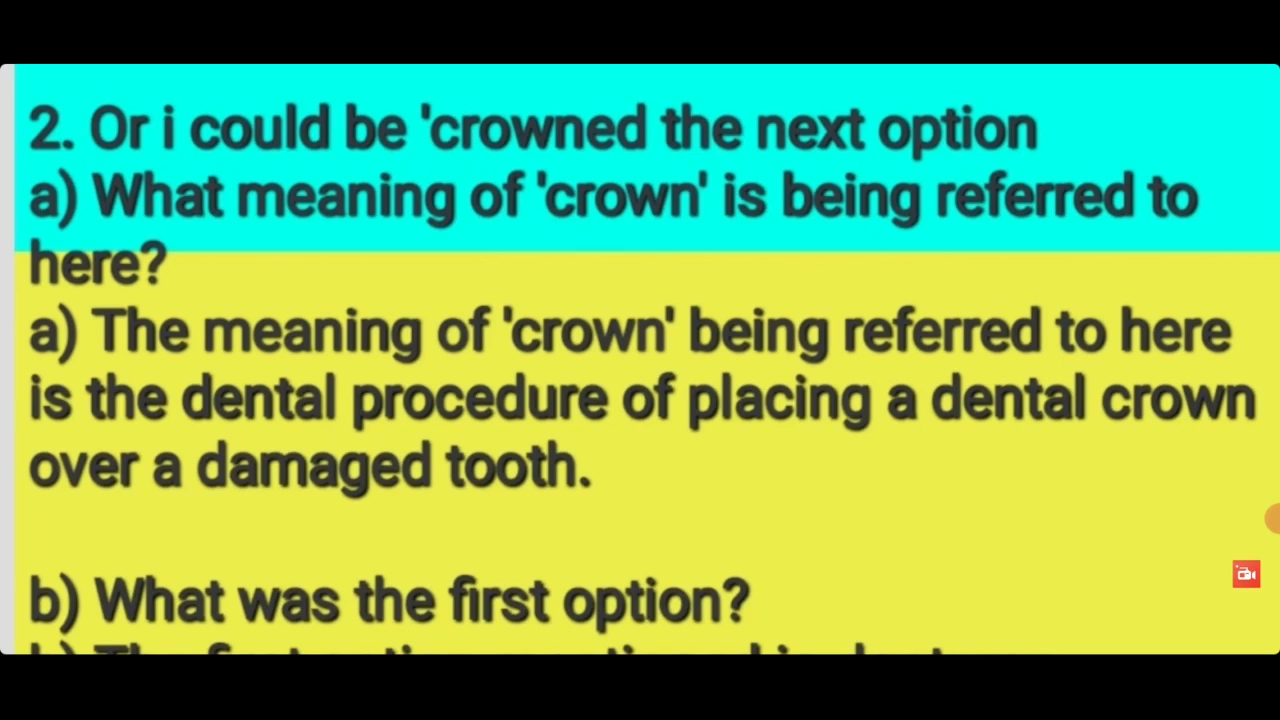 2. Or i could be 'crowned the next option
a) What meaning of 'crown' is being referred to
here?
a) The meaning of 'crown' being referred to here
is the dental procedure of placing a dental crown
over a damaged tooth.
b) What was the first option?